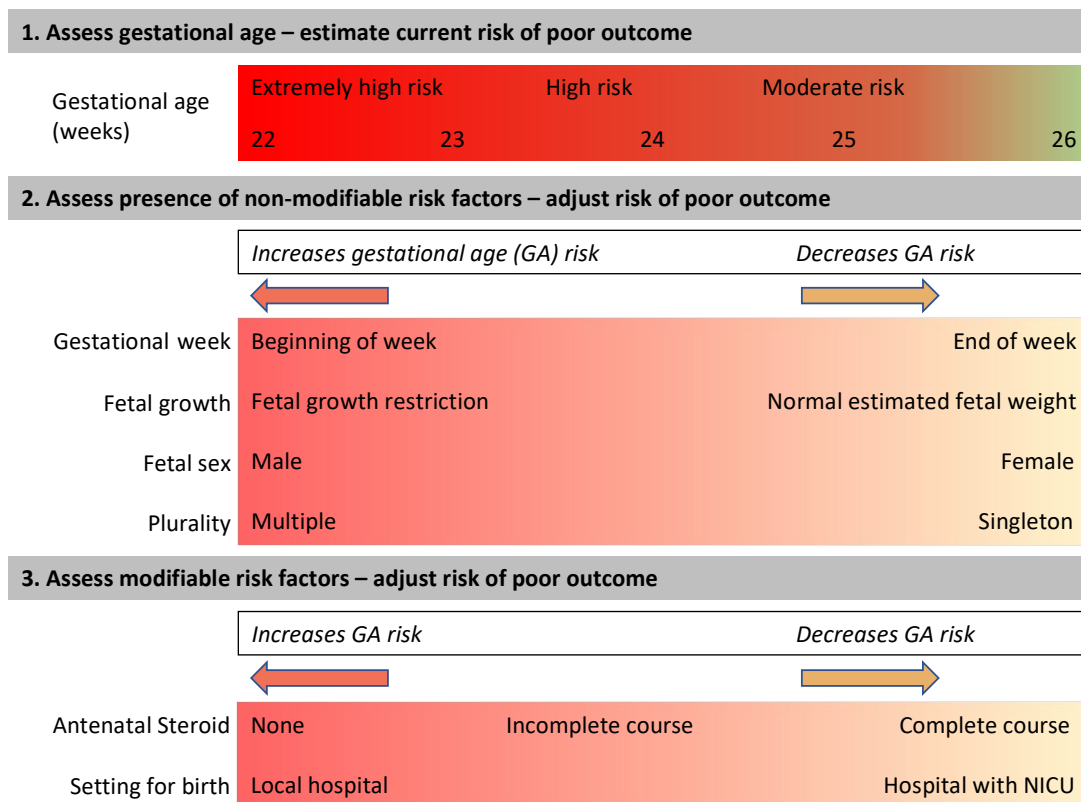 1. Assess gestational age – estimate current risk of poor outcome
Gestational age
(weeks)
Extremely high risk High risk Moderate risk
22 23 24 25 26
2. Assess presence of non-modifiable risk factors – adjust risk of poor outcome
Increases gestational age (GA) risk Decreases GA risk
Gestational week Beginning of week End of week
Fetal growth Fetal growth restriction Normal estimated fetal weight
Fetal sex Male Female
Plurality Multiple Singleton
3. Assess modifiable risk factors – adjust risk of poor outcome
Increases GA risk Decreases GA risk
Antenatal Steroid None Incomplete course Complete course
Setting for birth Local hospital Hospital with NICU